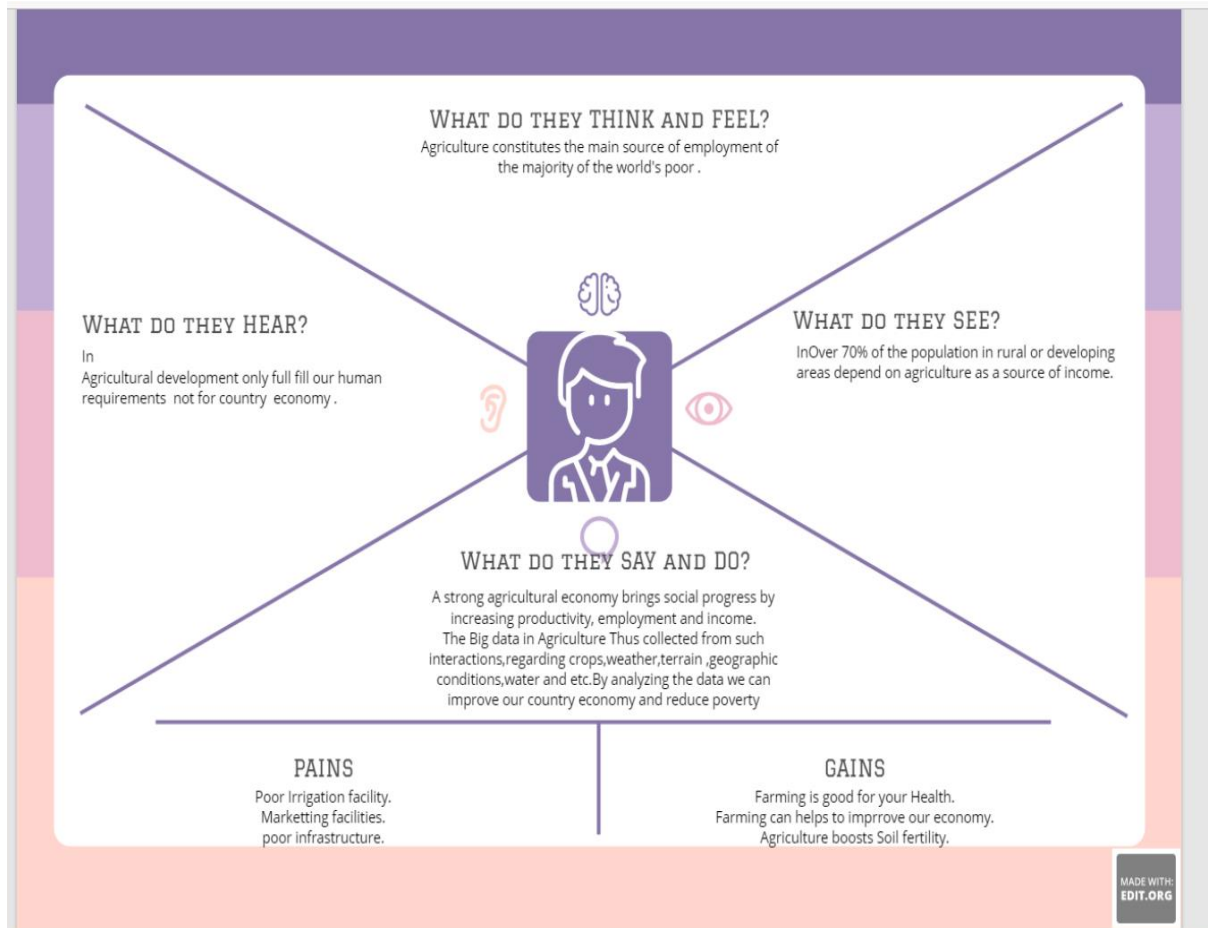 WHAT DO THEY THINK AND FEEL?
Agriculture constitutes the main source of employment of
the majority of the world's poor .
WHAT DO THEY HEAR?
In
Agricultural development only full fill our human
requirements not for country economy .
WHAT DO THEY SEE?
InOver 70% of the population in rural or developing
areas depend on agriculture as a source of income.
WHAT DO THEY SAY AND DO?
A strong agricultural economy brings social progress by
increasing productivity, employment and income.
The Big data in Agriculture Thus collected from such
interactions,regarding crops,weather,terrain ,geographic
conditions,water and etc.By analyzing the data we can
improve our country economy and reduce poverty
PAINS
Poor Irrigation facility.
Marketting facilities.
poor infrastructure.
GAINS
Farming is good for your Health.
Farming can helps to imprrove our economy.
Agriculture boosts Soil fertility.
MADE WITH:
EDIT.ORG